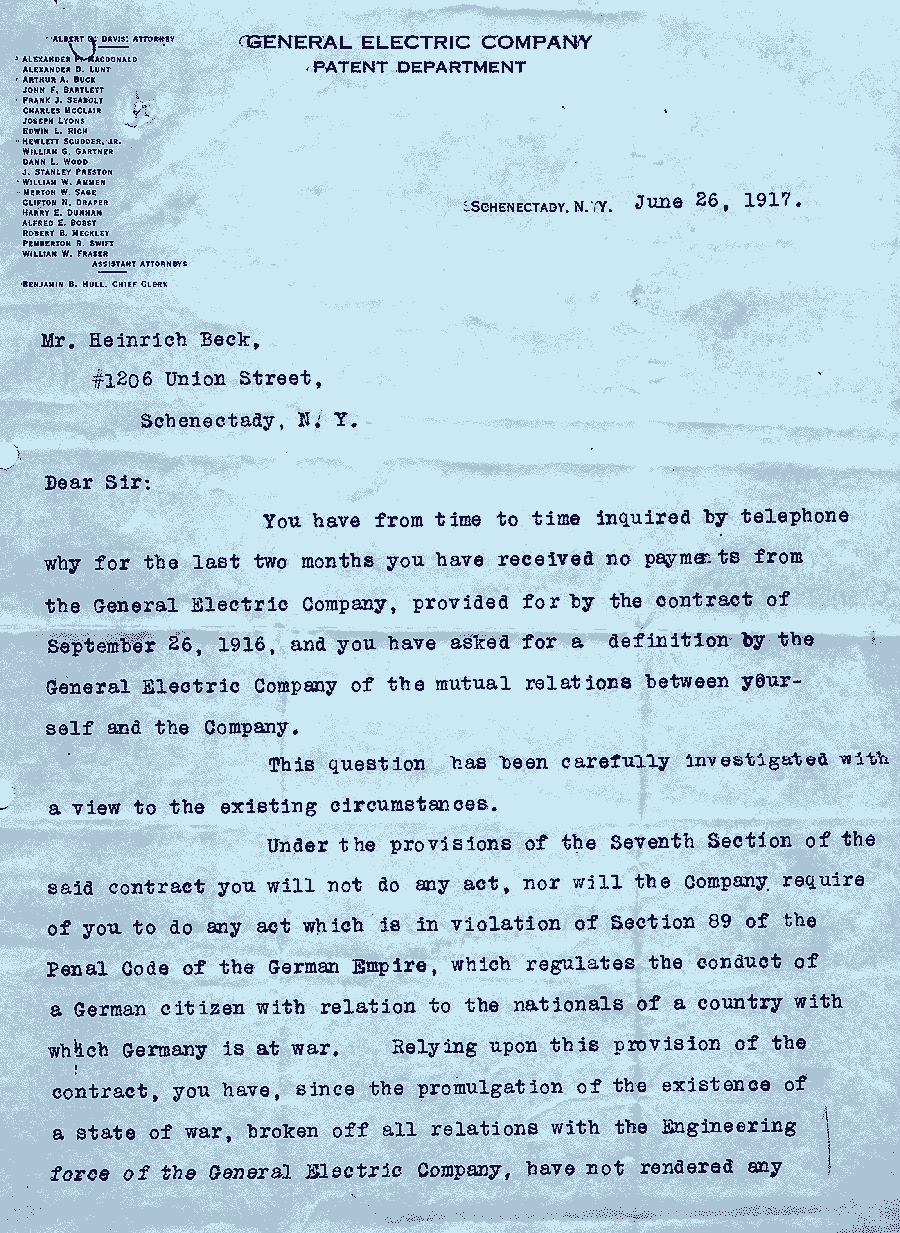 ALBERT G. DAVIS: ATTORNEY
GENERAL ELECTRIC COMPANY
PATENT DEPARTMENT
ALEXANDER F. MACDONALD
ALEXANDER D. LUNT
ARTHUR A. BUCK
JOHN F. BARTLETT
FRANK J. SEABOLT
CHARLES MCCLAIR
JOSEPH LYONS
EDWIN L. RICH
HEWLETT SCUDDER, JR.
WILLIAM G. GARTNER
DANN L. WOOD
J. STANLEY PRESTON
WILLIAM W. AMMEN
MERTON W. SAGE
CLIFTON N. DRAPER
HARRY E. DUNHAM
ALFRED E. BOBST
ROBERT B. MECKLEY
PEMBERTON B. SWIFT
WILLIAM W. FRASER
ASSISTANT ATTORNEYS
BENJAMIN B. HULL. CHIEF CLERK
SCHENECTADY, N. Y. June 26, 1917.
Mr. Heinrich Beck,
#1206 Union Street,
Schenectady, N. Y.
Dear Sir:
You have from time to time inquired by telephone
why for the last two months you have received no payments from
the General Electric Company, provided for by the contract of
September 26, 1916, and you have asked for a definition by the
General Electric Company of the mutual relations between your-
self and the Company.
This question has been carefully investigated with
a view to the existing circumstances.
Under the provisions of the Seventh Section of the
said contract you will not do any act, nor will the Company require
of you to do any act which is in violation of Section 89 of the
Penal Code of the German Empire, which regulates the conduct of
a German citizen with relation to the nationals of a country with
which Germany is at war. Relying upon this provision of the
contract, you have, since the promulgation of the existence of
a state of war, broken off all relations with the Engineering
force of the General Electric Company, have not rendered any